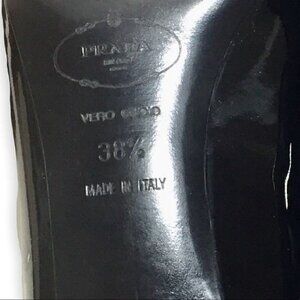 PRADA
VERO CUOIO
38½
MADE IN ITALY